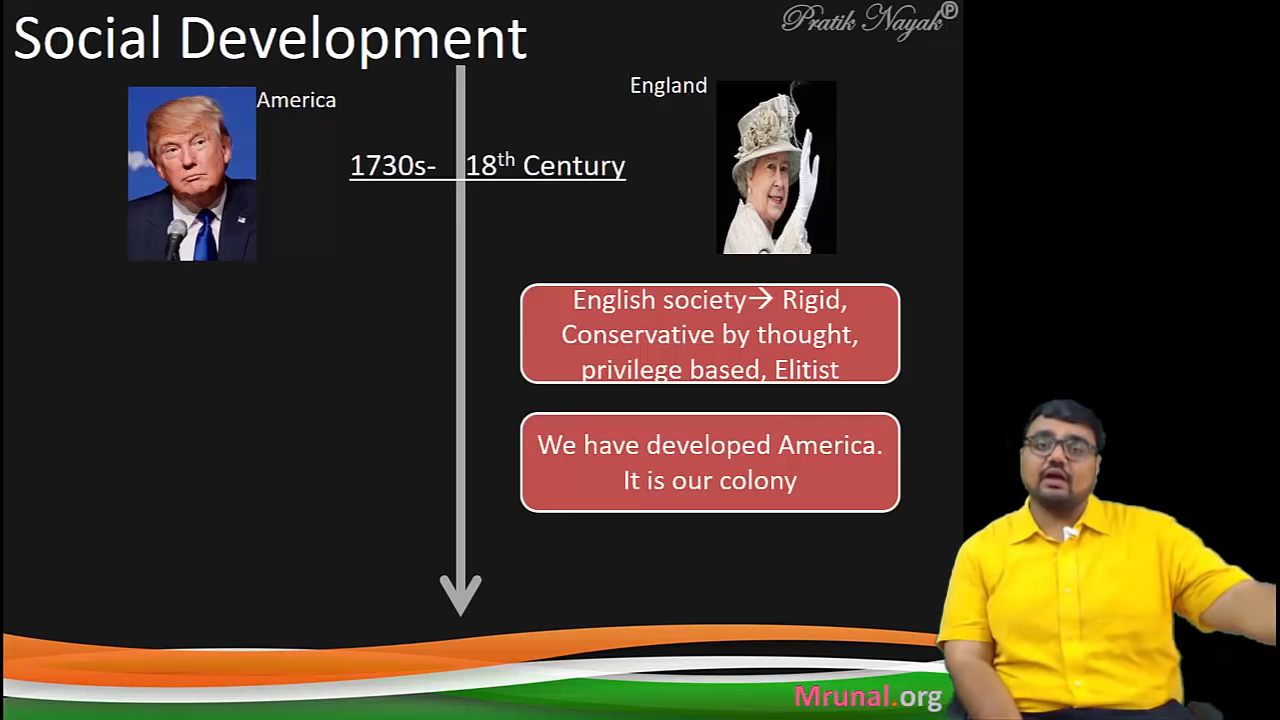 Social Development
Pratik Nayak
P
America
England
1730s- 18th Century
English society→ Rigid,
Conservative by thought,
privilege based, Elitist
We have developed America.
It is our colony
Mrunal.org